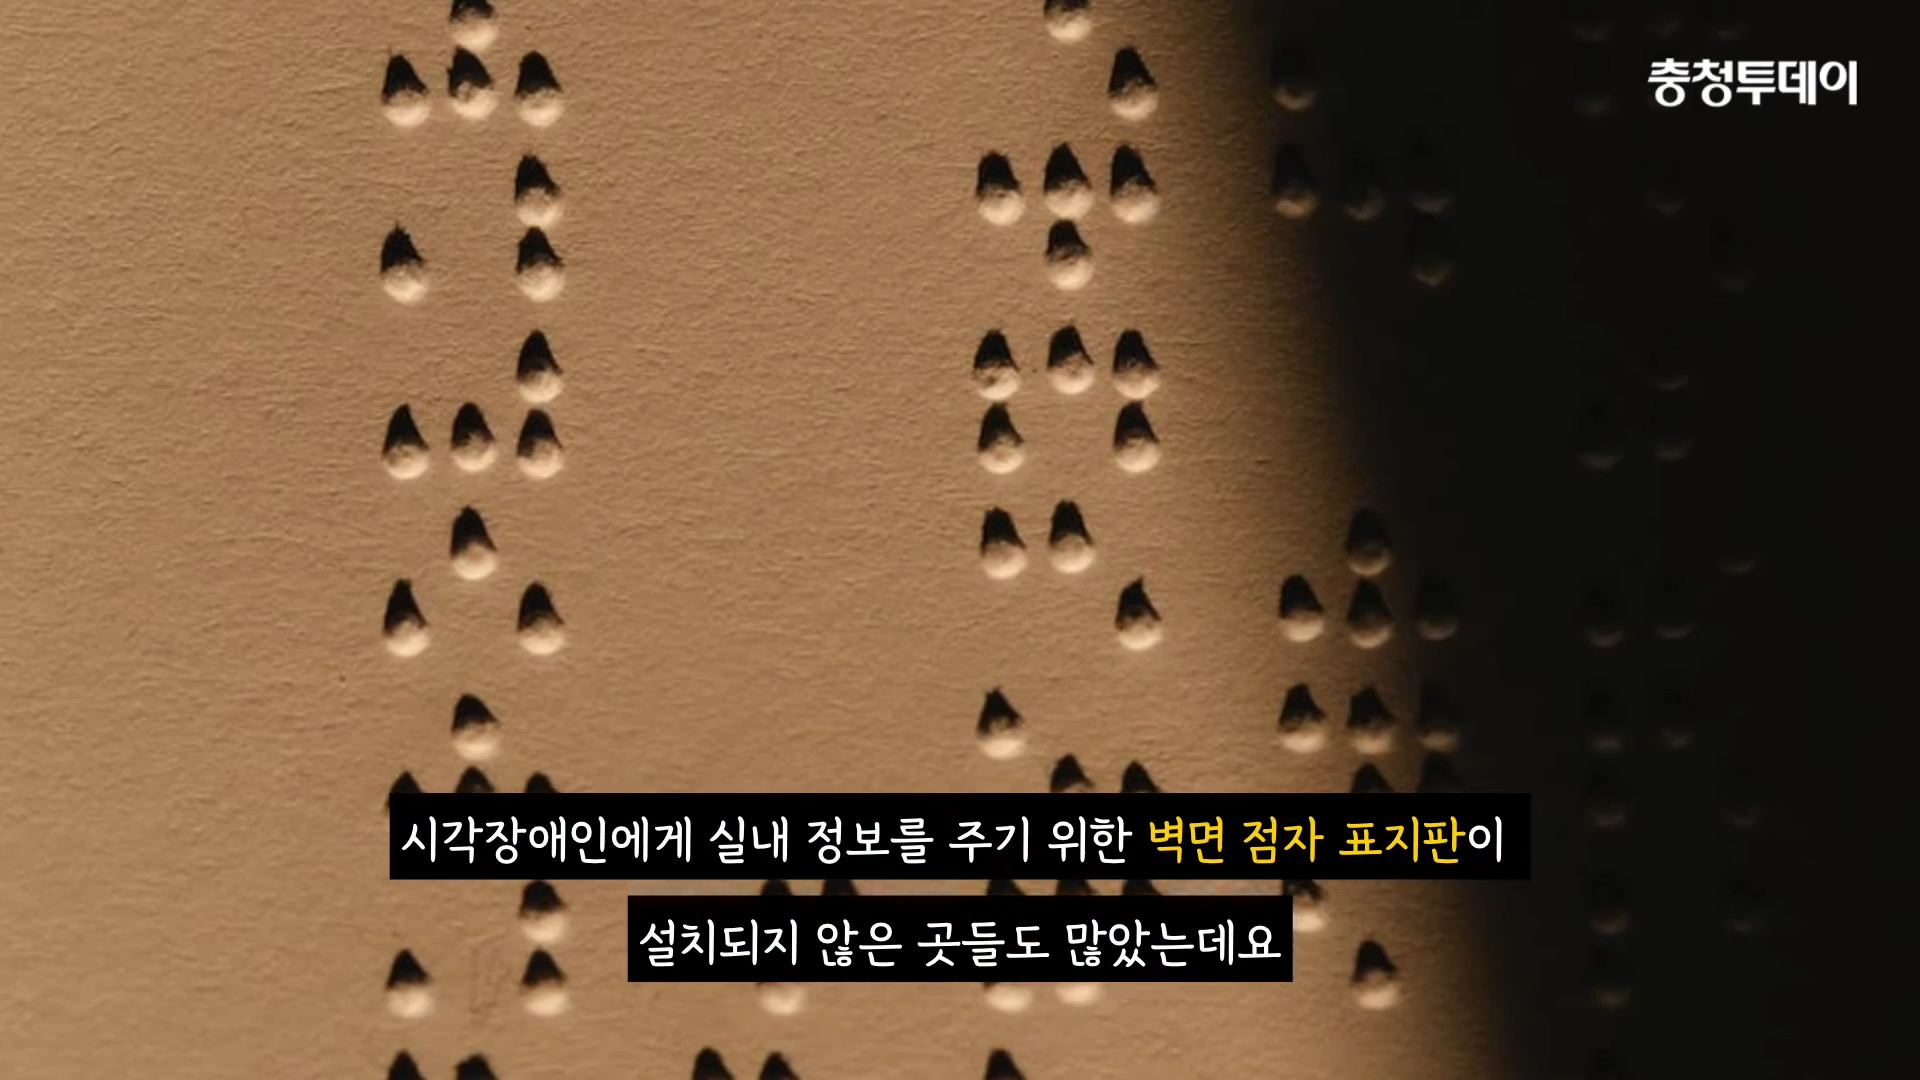 충청투데이
시각장애인에게 실내 정보를 주기 위한 벽면 점자 표지판이
설치되지 않은 곳들도 많았는데요